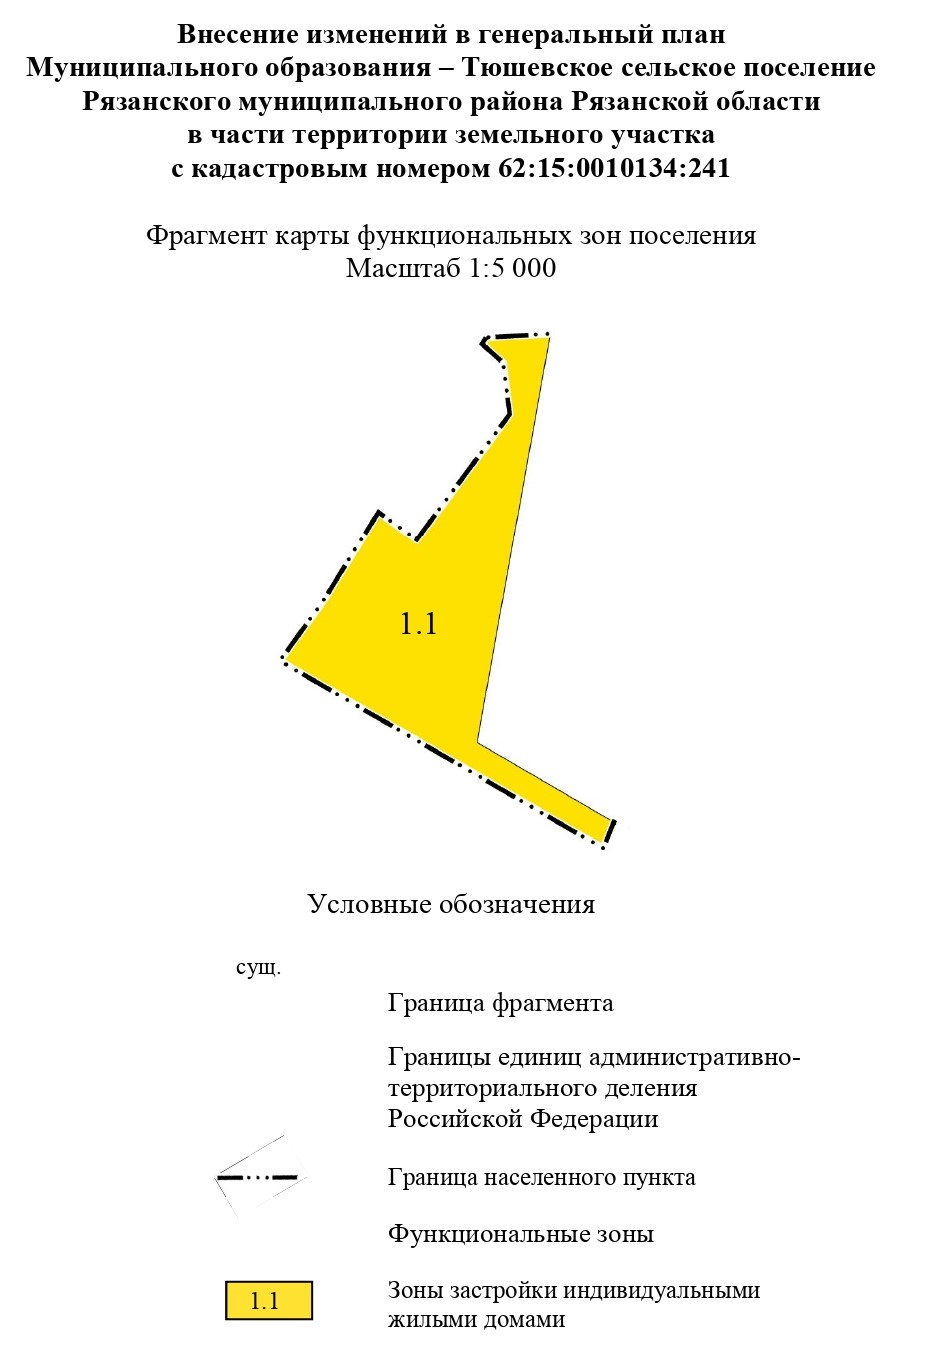 Внесение изменений в генеральный план
Муниципального образования – Тюшевское сельское поселение
Рязанского муниципального района Рязанской области
в части территории земельного участка
с кадастровым номером 62:15:0010134:241
Фрагмент карты функциональных зон поселения
Масштаб 1:5 000
1.1
Условные обозначения
сущ.
Граница фрагмента
Границы единиц административно-
территориального деления
Российской Федерации
Граница населенного пункта
Функциональные зоны
1.1
Зоны застройки индивидуальными
жилыми домами